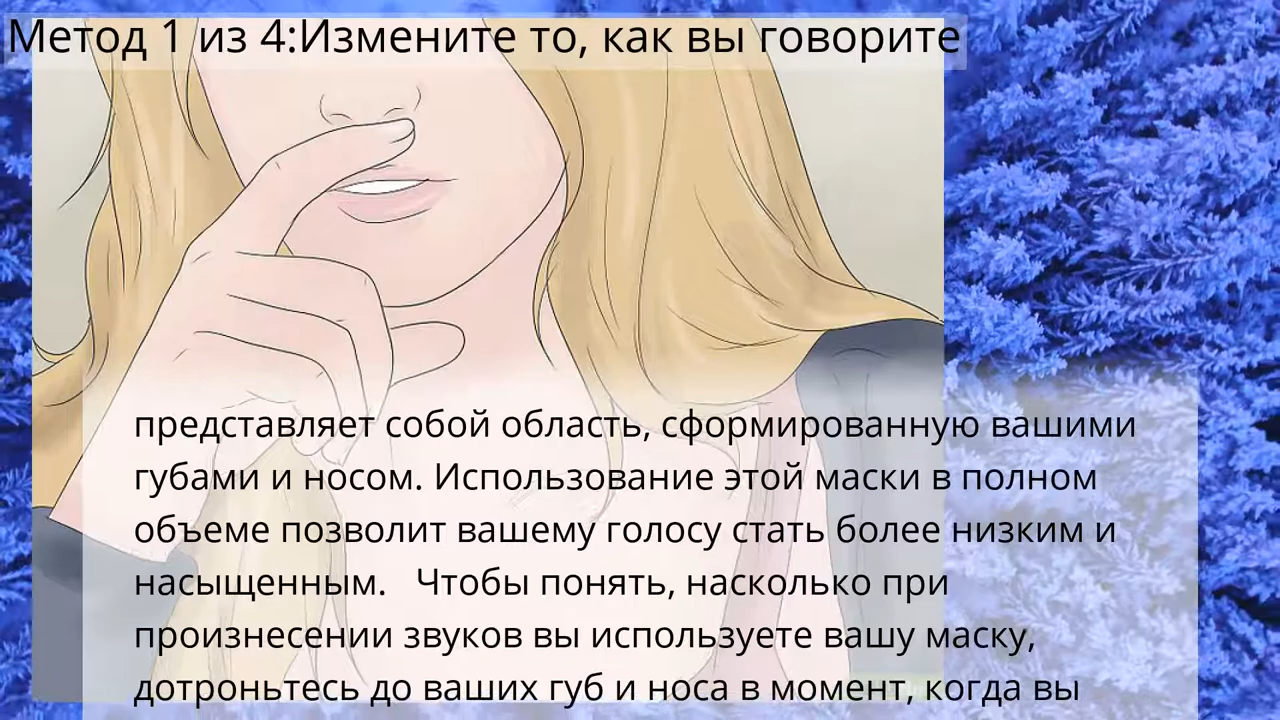 Метод 1 из 4:Измените то, как вы говорите
представляет собой область, сформированную вашими
губами и носом. Использование этой маски в полном
объеме позволит вашему голосу стать более низким и
насыщенным.   Чтобы понять, насколько при
произнесении звуков вы используете вашу маску,
дотроньтесь до ваших губ и носа в момент, когда вы